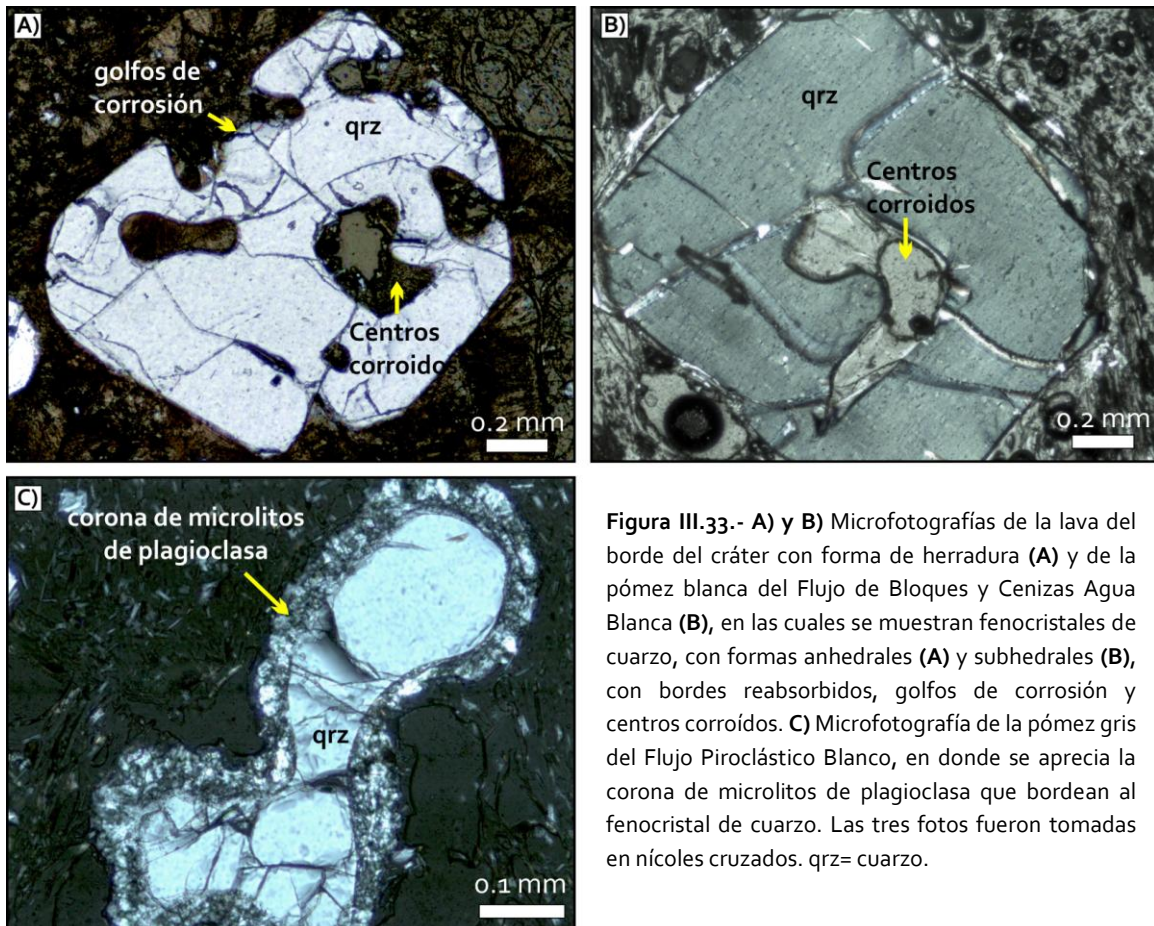 A)
golfos de
corrosión
qrz
Centros
corroidos
0.2 mm
B)
qrz
Centros
corroidos
0.2 mm
C)
corona de microlitos
de plagioclasa
qrz
0.1 mm
Figura III.33.- A) y B) Microfotografías de la lava del
borde del cráter con forma de herradura (A) y de la
pómez blanca del Flujo de Bloques y Cenizas Agua
Blanca (B), en las cuales se muestran fenocristales de
cuarzo, con formas anhedrales (A) y subhedrales (B),
con bordes reabsorbidos, golfos de corrosión y
centros corroídos. C) Microfotografía de la pómez gris
del Flujo Piroclástico Blanco, en donde se aprecia la
corona de microlitos de plagioclasa que bordean al
fenocristal de cuarzo. Las tres fotos fueron tomadas
en nícoles cruzados. qrz= cuarzo.